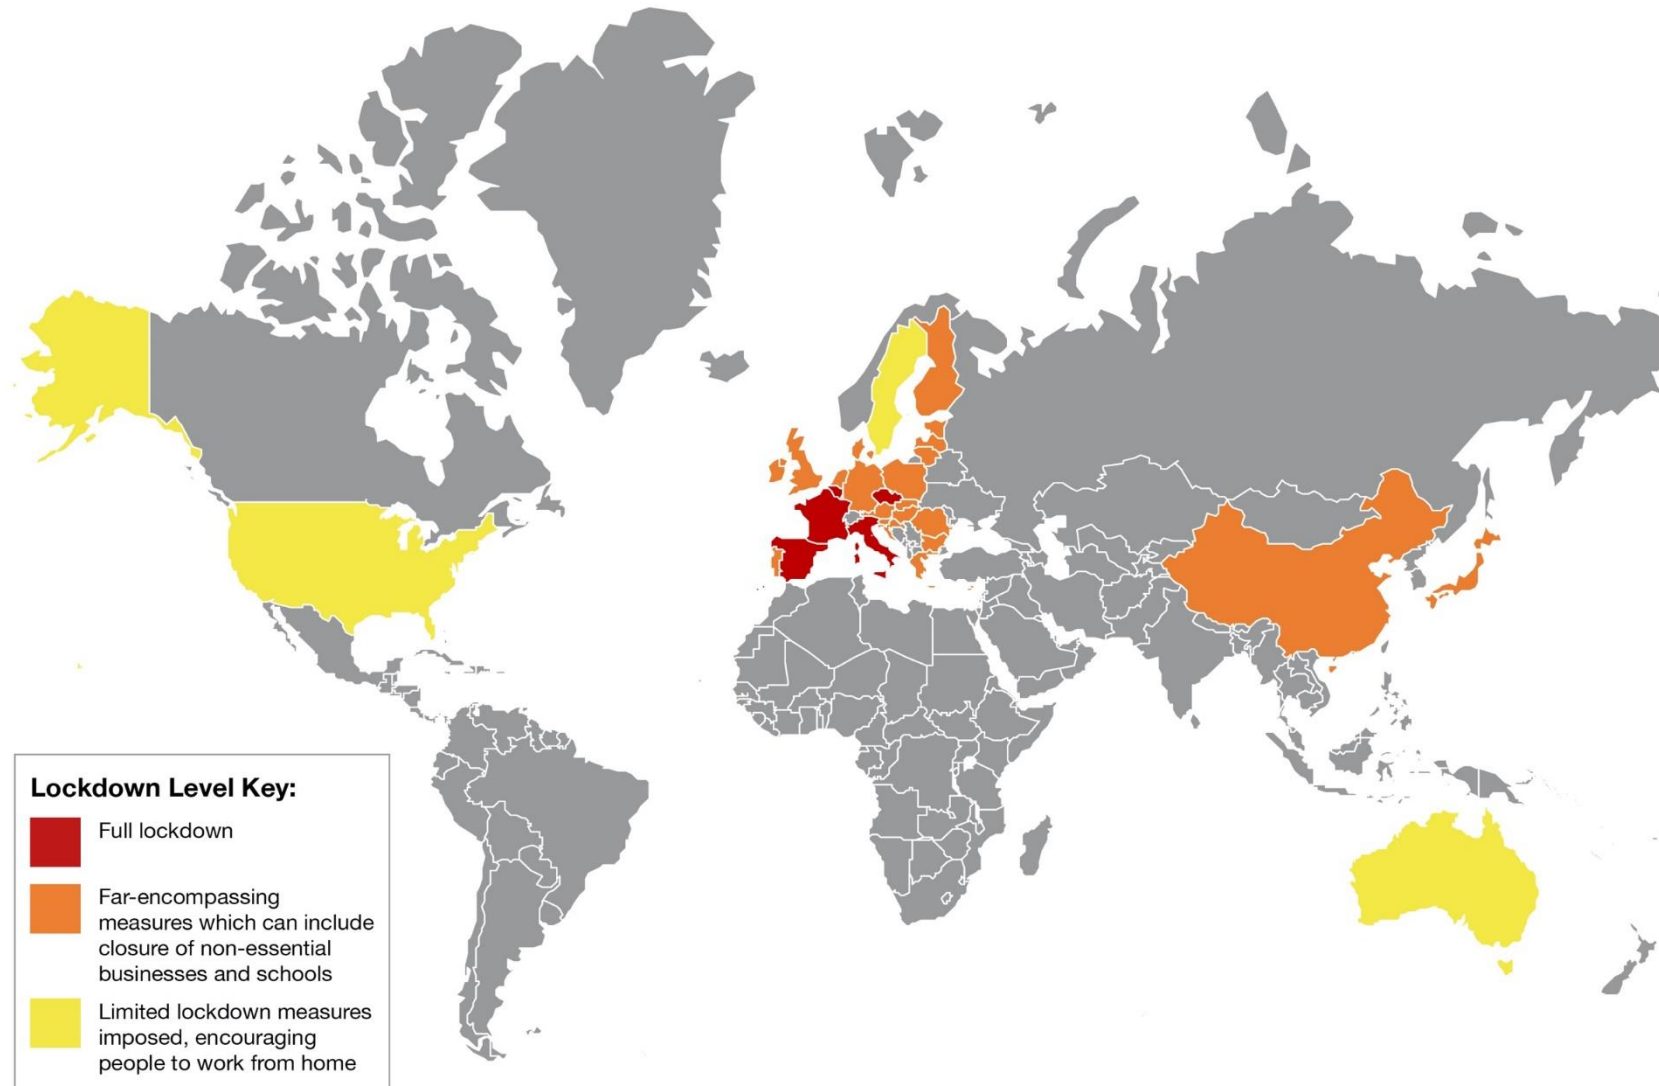 Lockdown Level Key:
Full lockdown
Far-encompassing
measures which can include
closure of non-essential
businesses and schools
Limited lockdown measures
imposed, encouraging
people to work from home